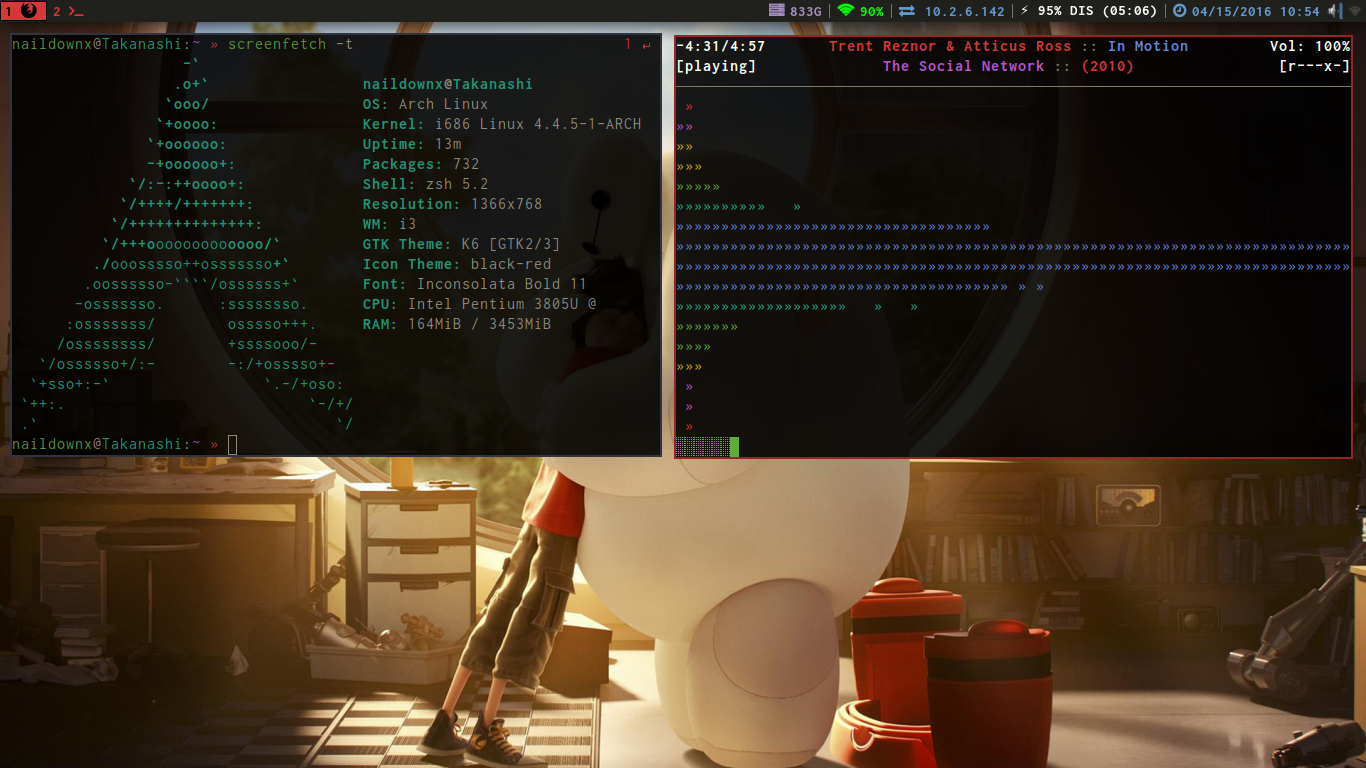 1 2 833G 90% 10.2.6.142 ⚡ 95% DIS (05:06) 04/15/2016 10:54
naildownx@Takanashi:~ » screenfetch -t 1 ↵
-`
.o+`
naildownx@Takanashi
`ooo/
OS: Arch Linux
`+oooo:
Kernel: i686 Linux 4.4.5-1-ARCH
`+oooooo:
Uptime: 13m
-+oooooo+:
Packages: 732
`/:-:++oooo+:
Shell: zsh 5.2
`/++++/+++++++:
Resolution: 1366x768
`/++++++++++++++:
WM: i3
`/+++ooooooooooooo/`
GTK Theme: K6 [GTK2/3]
./ooosssso++osssssso+`
Icon Theme: black-red
.oossssso-````/ossssss+`
Font: Inconsolata Bold 11
-osssssso. :ssssssso.
CPU: Intel Pentium 3805U @
:osssssss/ osssso+++.
RAM: 164MiB / 3453MiB
/ossssssss/ +ssssooo/-
`/ossssso+/:- -:/+osssso+-
`+sso+:-` `.-/+oso:
`++:. `-/+/
.` `/
naildownx@Takanashi:~ »
-4:31/4:57 Trent Reznor & Atticus Ross :: In Motion Vol: 100%
[playing] The Social Network :: (2010) [r---x-]